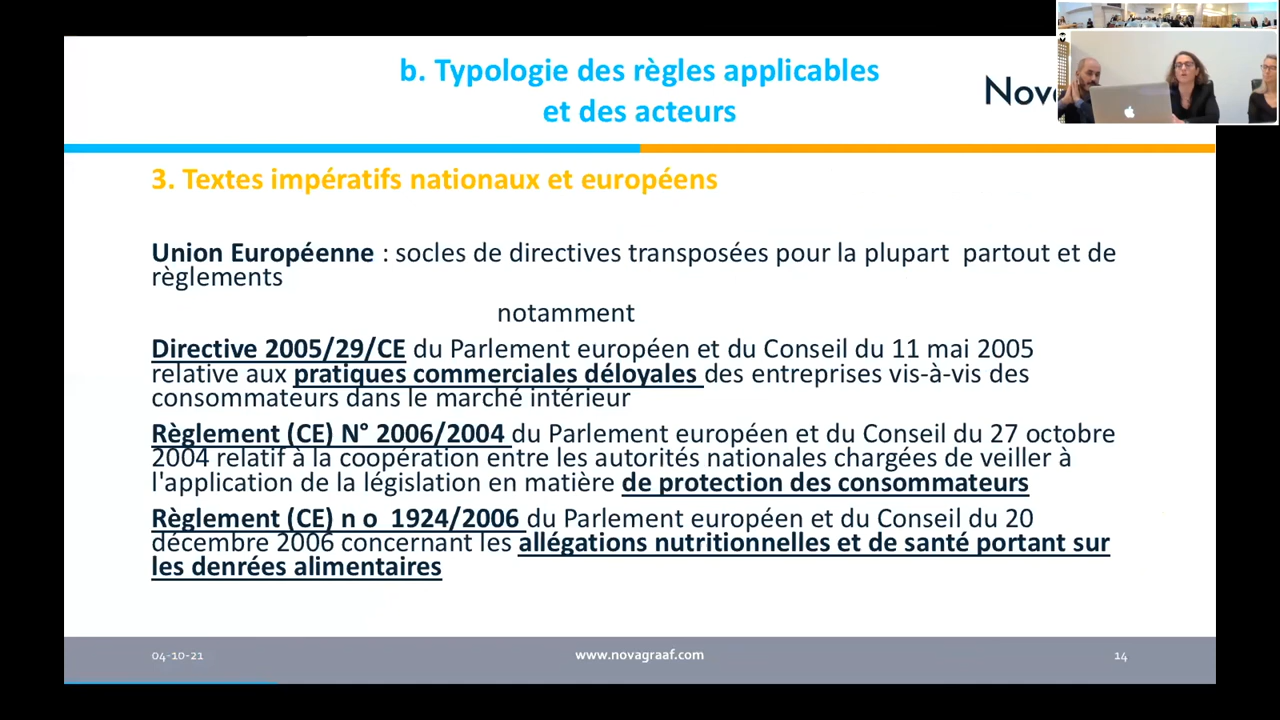 b. Typologie des règles applicables
et des acteurs
3. Textes impératifs nationaux et européens
Union Européenne : socles de directives transposées pour la plupart  partout et de
règlements
notamment
Directive 2005/29/CE du Parlement européen et du Conseil du 11 mai 2005
relative aux pratiques commerciales déloyales des entreprises vis-à-vis des
consommateurs dans le marché intérieur
Règlement (CE) N° 2006/2004 du Parlement européen et du Conseil du 27 octobre
2004 relatif à la coopération entre les autorités nationales chargées de veiller à
l'application de la législation en matière de protection des consommateurs
Règlement (CE) n o  1924/2006 du Parlement européen et du Conseil du 20
décembre 2006 concernant les allégations nutritionnelles et de santé portant sur
les denrées alimentaires
04-10-21
www.novagraaf.com
14